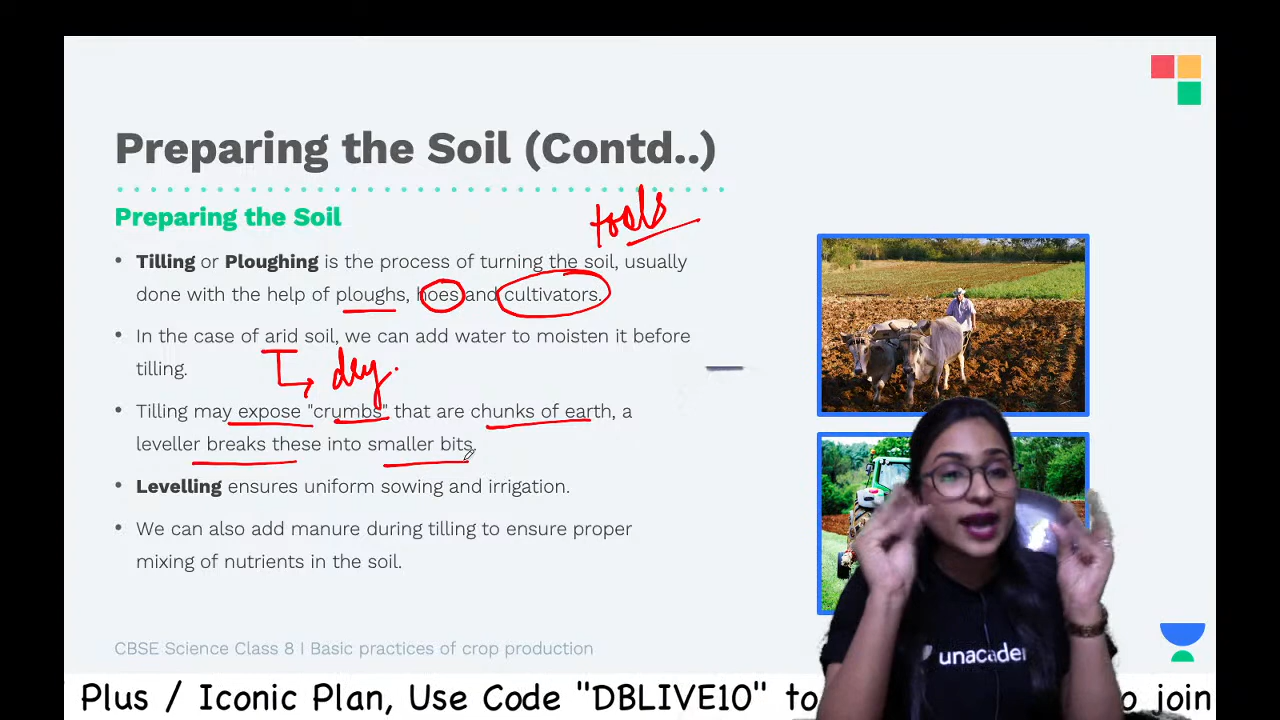 Preparing the Soil (Contd..)
Preparing the Soil
tools
• Tilling or Ploughing is the process of turning the soil, usually
done with the help of ploughs, hoes and cultivators.
• In the case of arid soil, we can add water to moisten it before
tilling.
dry.
• Tilling may expose "crumbs" that are chunks of earth, a
leveller breaks these into smaller bits
• Levelling ensures uniform sowing and irrigation.
• We can also add manure during tilling to ensure proper
mixing of nutrients in the soil.
unacade
CBSE Science Class 8 I Basic practices of crop production
Plus / Iconic Plan, Use Code "DBLIVE10" to join